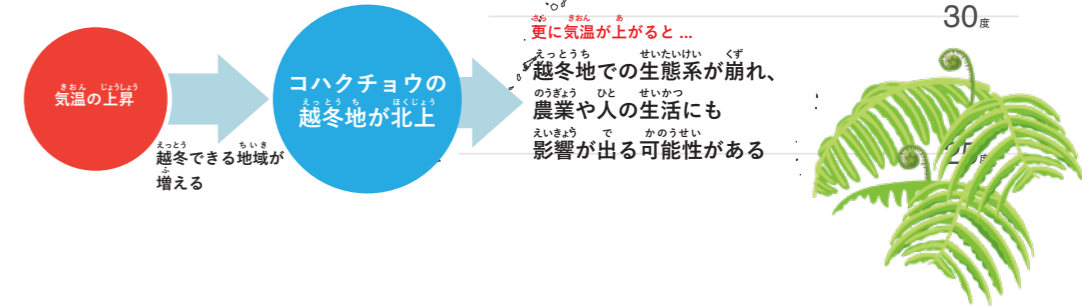 気温の上昇
越冬できる地域が
増える
コハクチョウの
越冬地が北上
更に気温が上がると ...
越冬地での生態系が崩れ、
農業や人の生活にも
影響が出る可能性がある
30度
25度